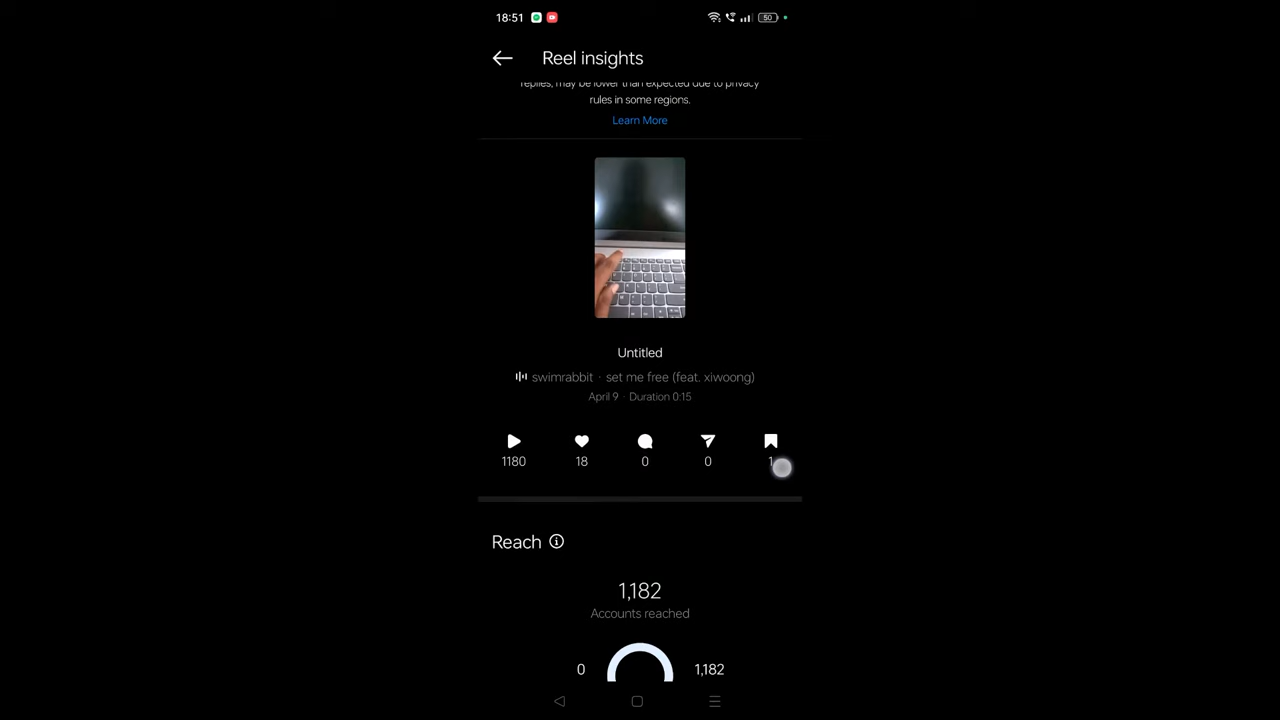 18:51
50
Reel insights
replies, may be lower than expected due to privacy
rules in some regions.
Learn More
Untitled
swimrabbit · set me free (feat. xiwoong)
April 9 · Duration 0:15
1180 18 0 0 1
Reach
1,182
Accounts reached
0 1,182